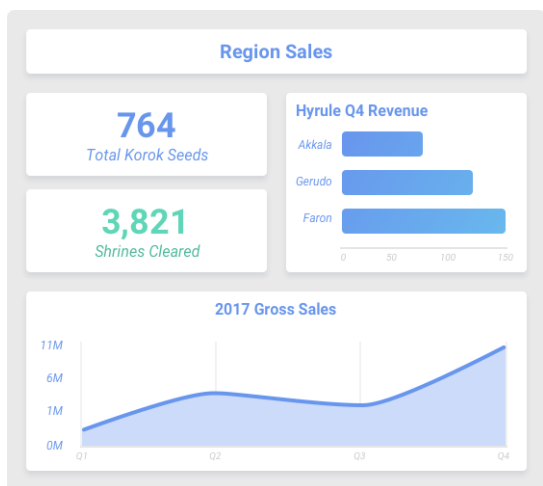 Region Sales
764
Total Korok Seeds
3,821
Shrines Cleared
Hyrule Q4 Revenue
Akkala
Gerudo
Faron
0 50 100 150
2017 Gross Sales
11M
6M
1M
0M
Q1 Q2 Q3 Q4